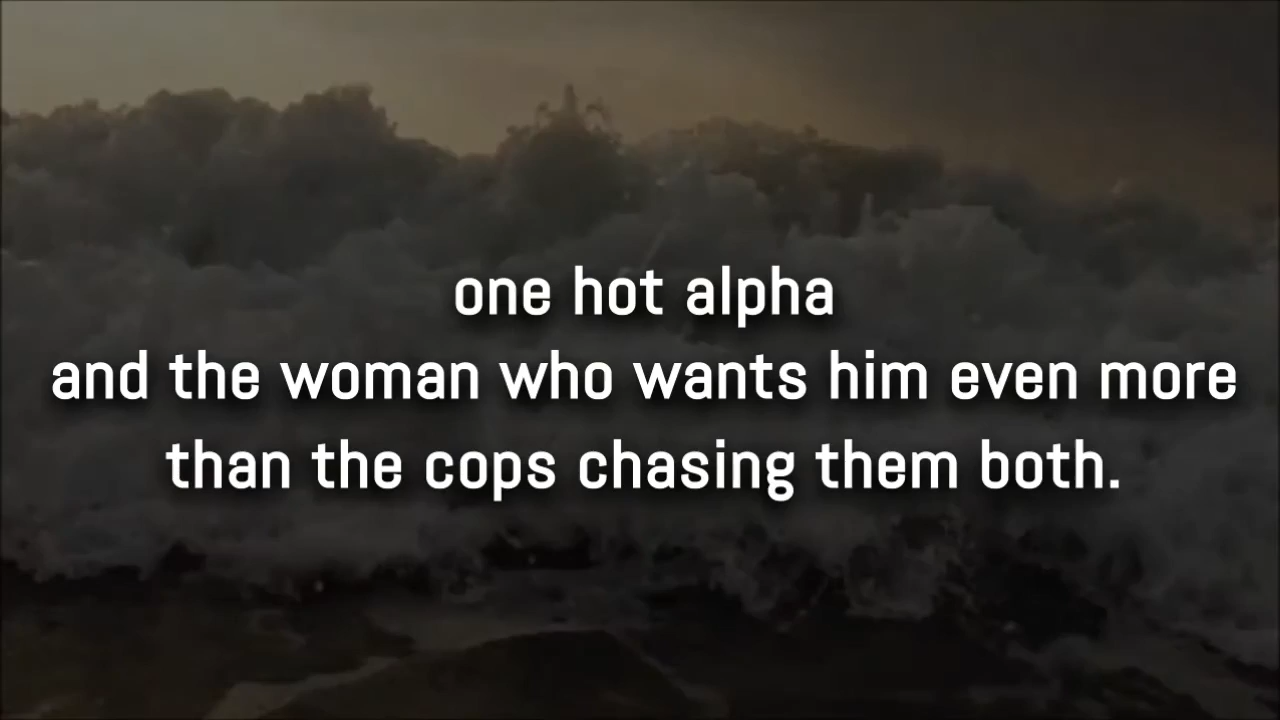 one hot alpha
and the woman who wants him even more
than the cops chasing them both.